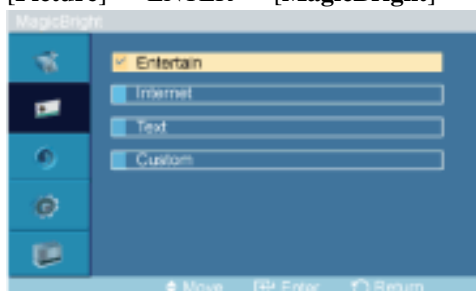 [Picture] → ENTER → [MagicBright]
MagicBright
Entertain
Internet
Text
Custom
Move Enter Return